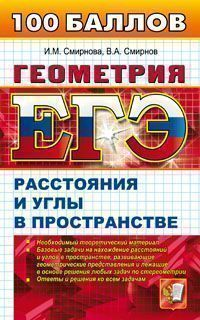 100 БАЛЛОВ
И.М. Смирнова, В.А. Смирнов
ГЕОМЕТРИЯ
ЕГЭ
РАССТОЯНИЯ
И УГЛЫ
В ПРОСТРАНСТВЕ
Необходимый теоретический материал
Базовые задачи на нахождение расстояний
и углов в пространстве, развивающие
геометрические представления и лежащие
в основе решения любых задач по стереометрии
Ответы и решения ко всем задачам